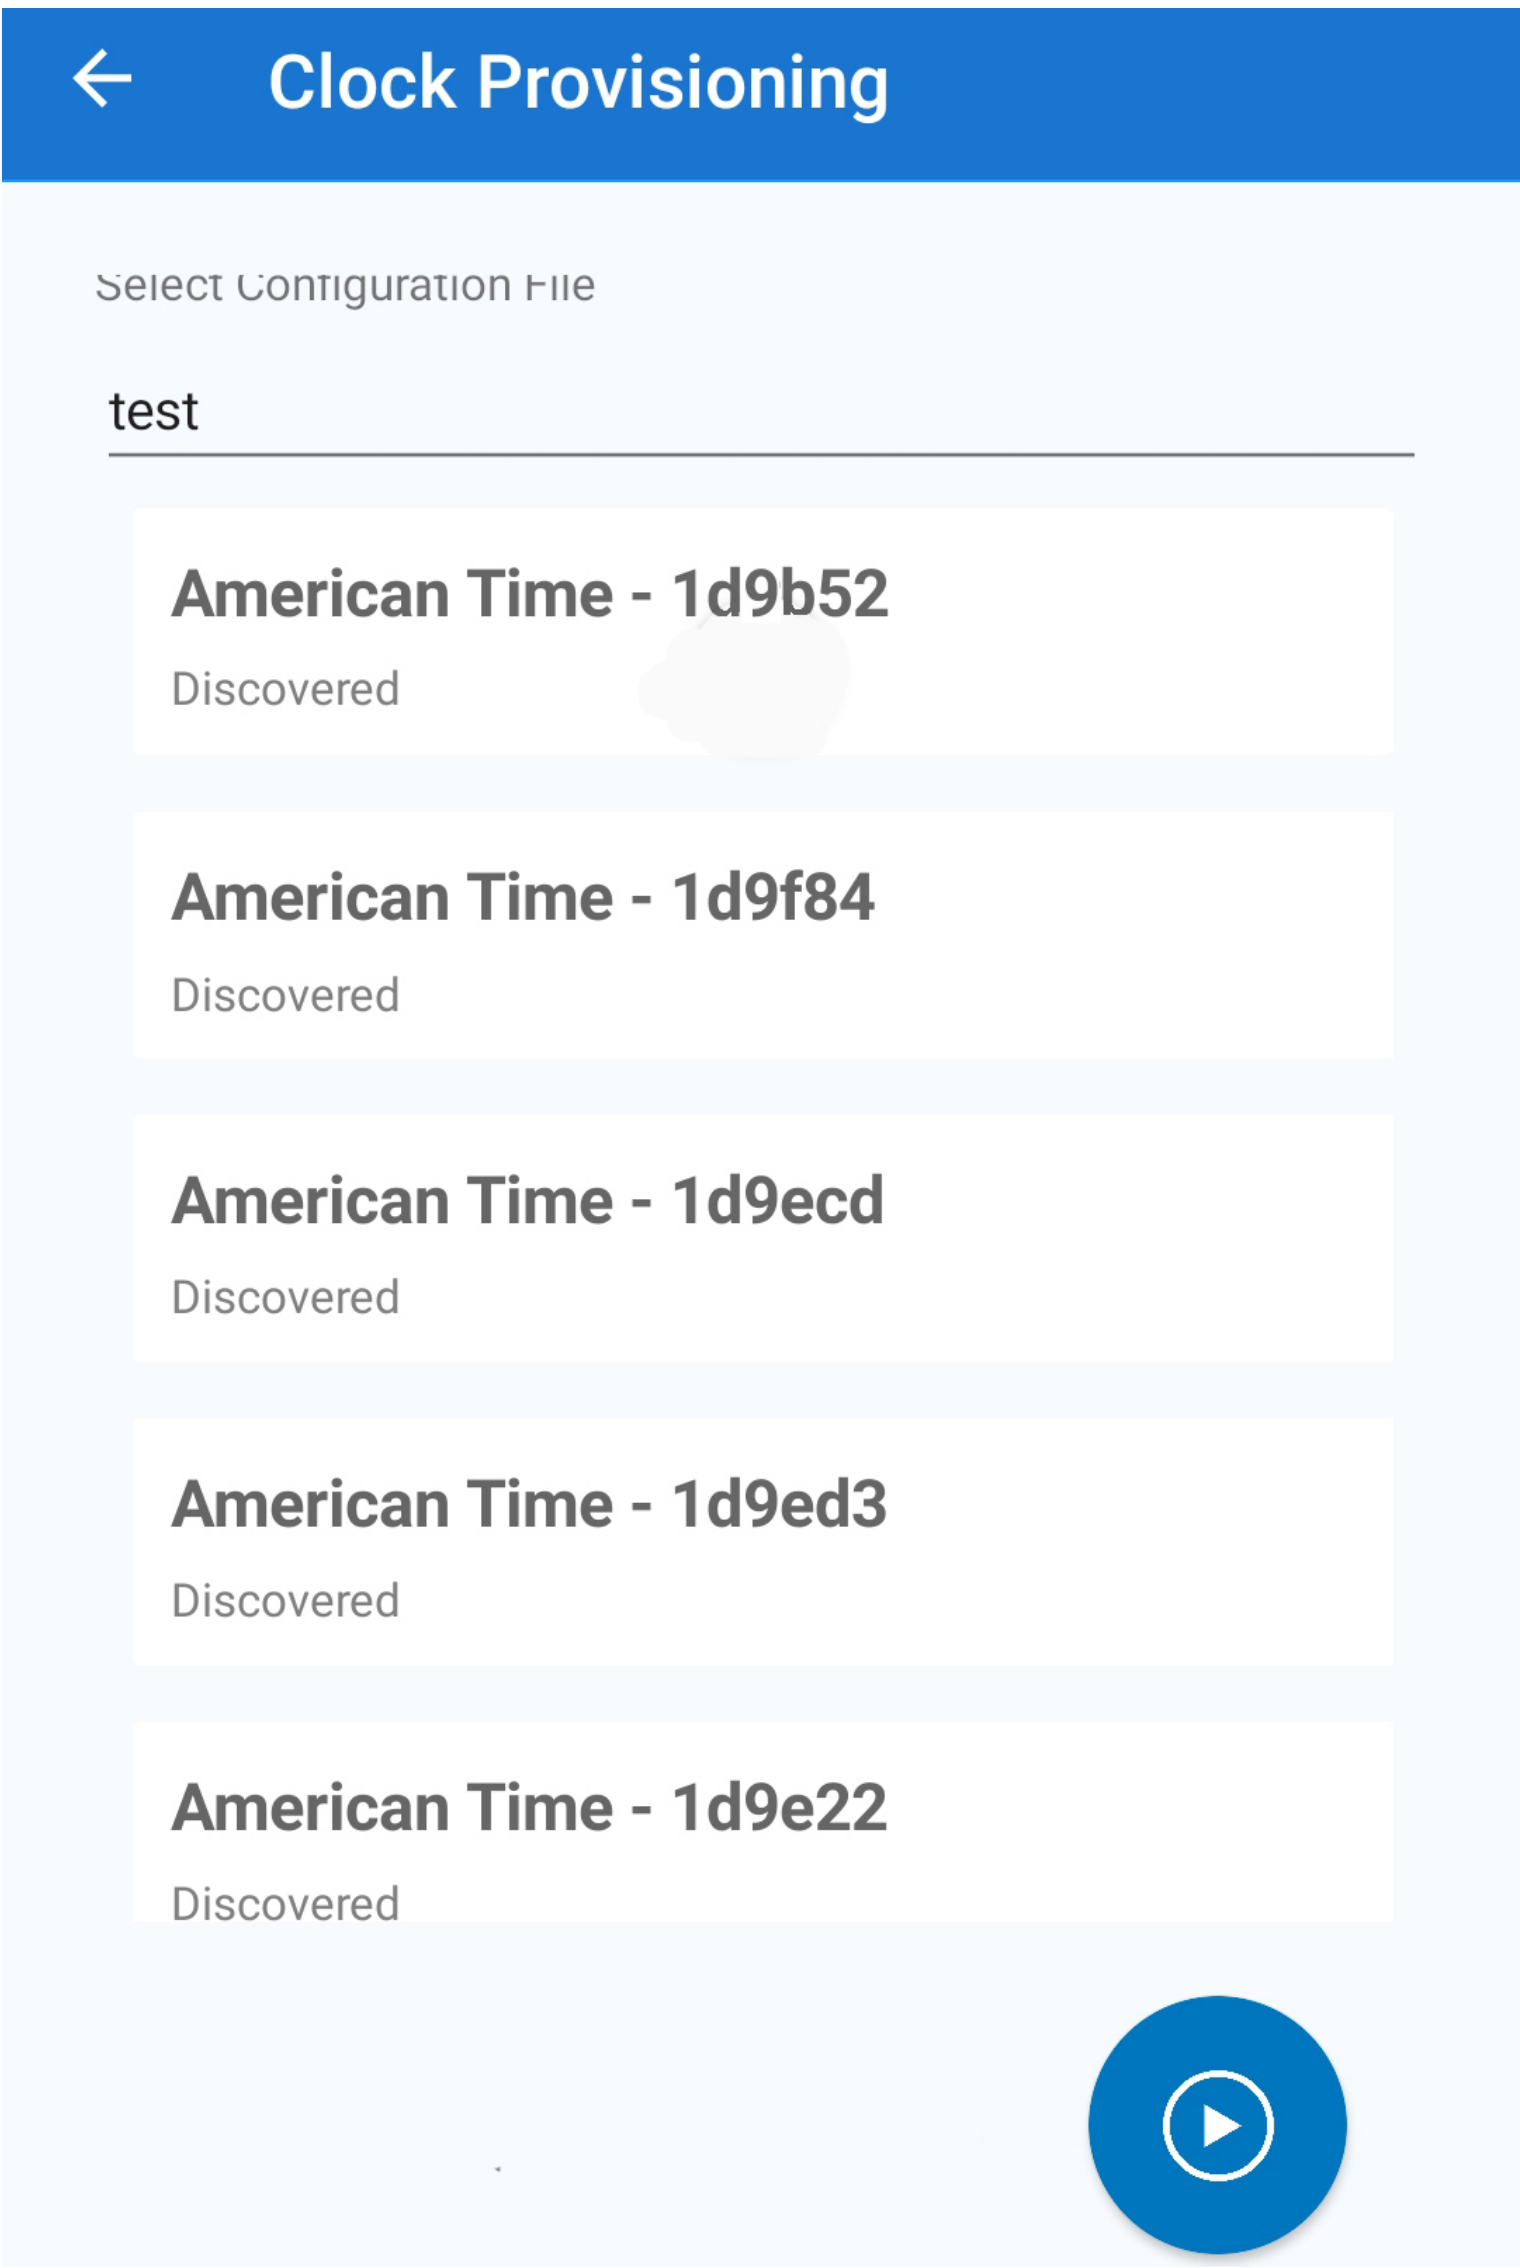 Clock Provisioning
Select Configuration File
test
American Time - 1d9b52
Discovered
American Time - 1d9f84
Discovered
American Time - 1d9ecd
Discovered
American Time - 1d9ed3
Discovered
American Time - 1d9e22
Discovered